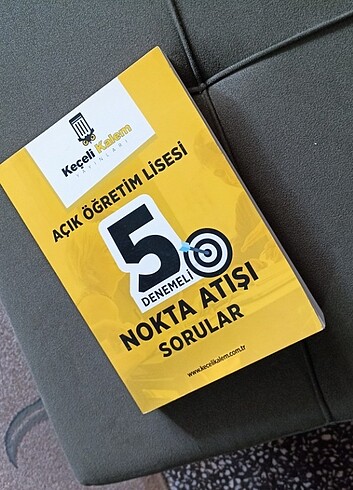 Keçeli Kalem
YAYINLARI
AÇIK ÖĞRETİM LİSESİ
5
DENEMELİ
NOKTA ATIŞI
SORULAR
www.kecelikalem.com.tr